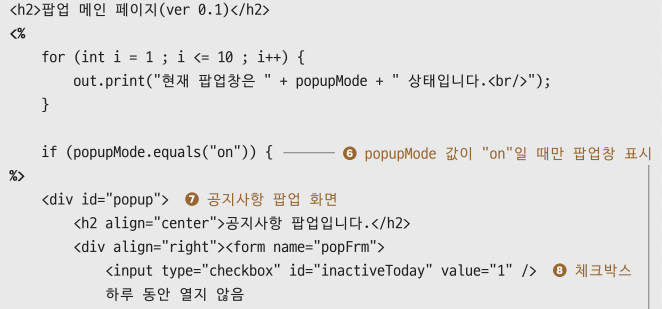 <h2>팝업 메인 페이지(ver 0.1)</h2>
<%
for (int i = 1 ; i <= 10 ; i++) {
out.print("현재 팝업창은 " + popupMode + " 상태입니다.<br/>");
}
if (popupMode.equals("on")) { ❻ popupMode 값이 "on"일 때만 팝업창 표시
%>
<div id="popup"> ❼ 공지사항 팝업 화면
<h2 align="center">공지사항 팝업입니다.</h2>
<div align="right"><form name="popFrm">
<input type="checkbox" id="inactiveToday" value="1" /> ❽ 체크박스
하루 동안 열지 않음